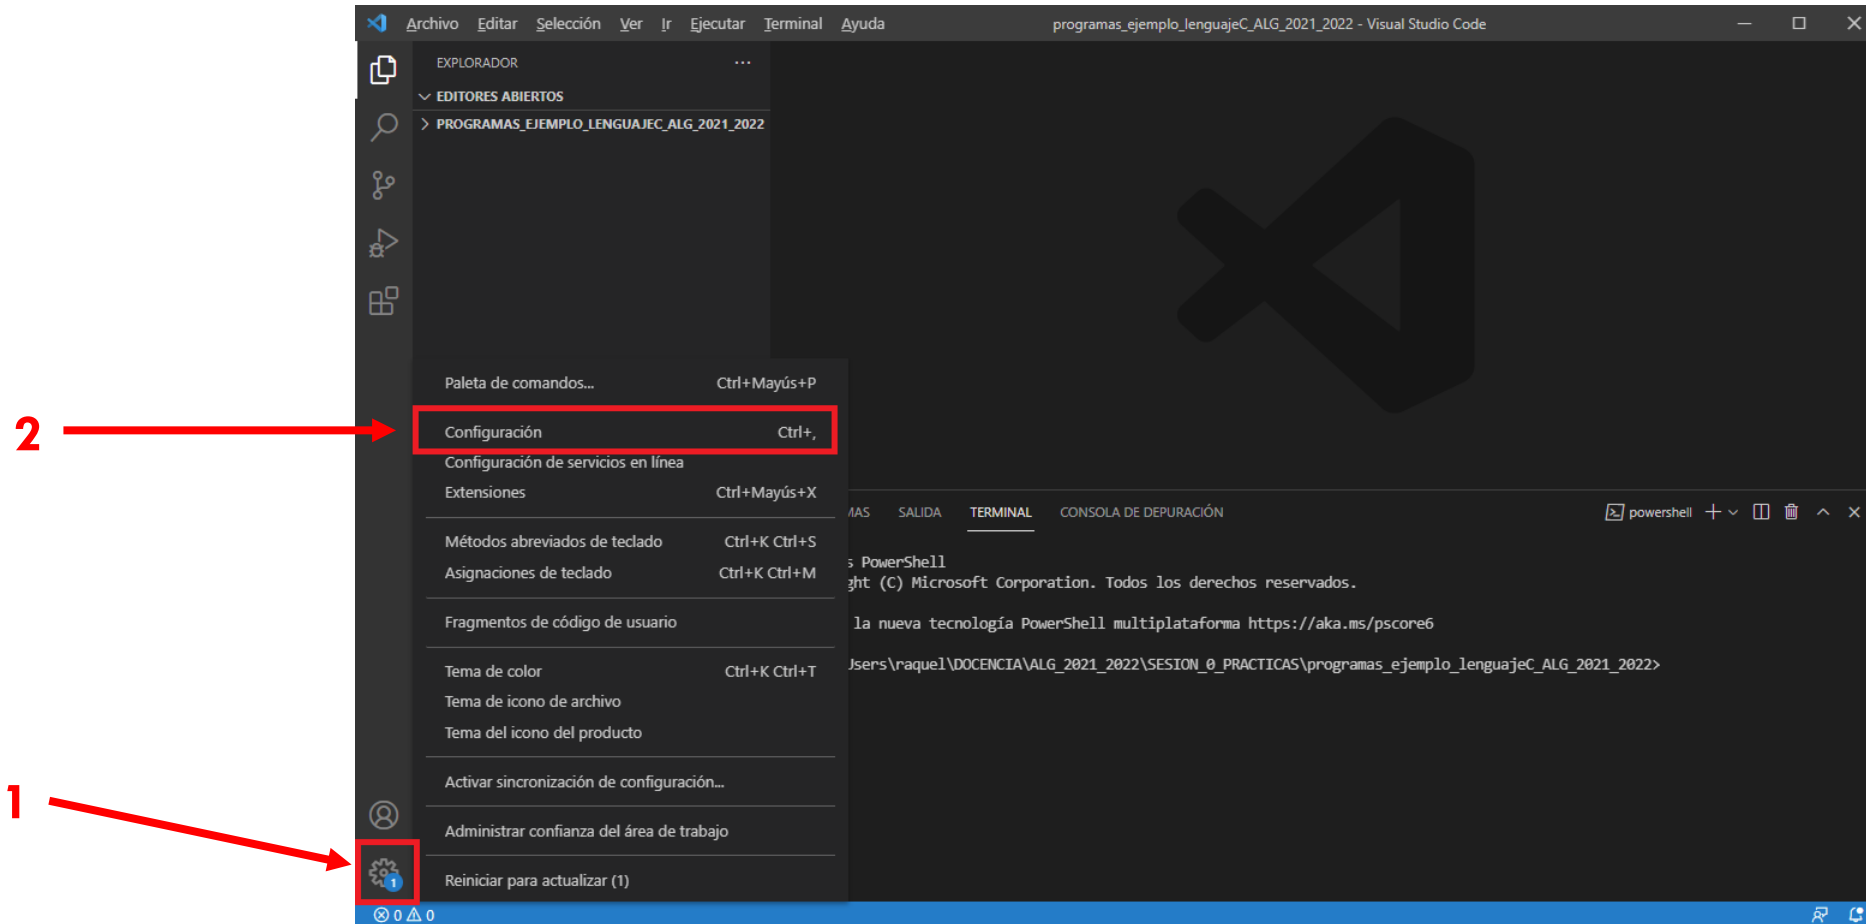 Archivo Editar Selección Ver Ir Ejecutar Terminal Ayuda programas_ejemplo_lenguajeC_ALG_2021_2022 - Visual Studio Code
EXPLORADOR ...
EDITORES ABIERTOS
PROGRAMAS_EJEMPLO_LENGUAJEC_ALG_2021_2022
Paleta de comandos... Ctrl+Mayús+P
2
Configuración Ctrl+,
Configuración de servicios en línea
Extensiones Ctrl+Mayús+X
Métodos abreviados de teclado Ctrl+K Ctrl+S
Asignaciones de teclado Ctrl+K Ctrl+M
Fragmentos de código de usuario
Tema de color Ctrl+K Ctrl+T
Tema de icono de archivo
Tema del icono del producto
Activar sincronización de configuración...
1
Administrar confianza del área de trabajo
Reiniciar para actualizar (1)
1
MAS SALIDA TERMINAL CONSOLA DE DEPURACIÓN powershell
s PowerShell
ght (C) Microsoft Corporation. Todos los derechos reservados.
la nueva tecnología PowerShell multiplataforma https://aka.ms/pscore6
Users\raquel\DOCENCIA\ALG_2021_2022\SESION_0_PRACTICAS\programas_ejemplo_lenguajeC_ALG_2021_2022>
0 0